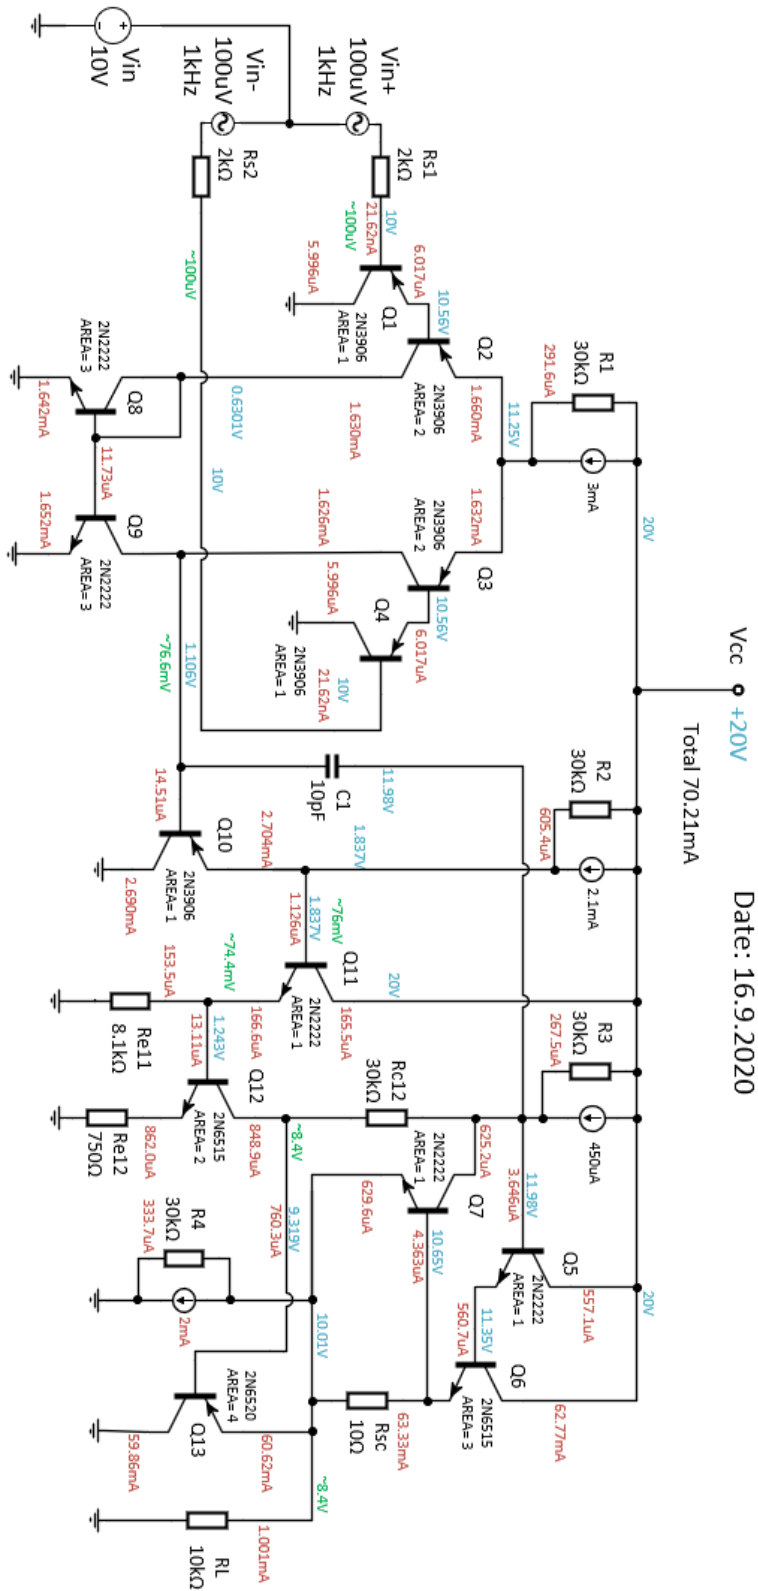 Date: 16.9.2020
Vcc
+20V
Total 70.21mA
Vin
10V
Vin+
100uV
1kHz
Vin-
100uV
1kHz
Rs1
2kΩ
Rs2
2kΩ
10V
21.62nA
~100uV
~100uV
6.017uA
5.996uA
Q1
2N3906
AREA= 1
10.56V
Q2
2N3906
AREA= 2
1.660mA
1.630mA
R1
30kΩ
291.6uA
3mA
11.25V
20V
Q3
2N3906
AREA= 2
1.632mA
1.626mA
10.56V
Q4
2N3906
AREA= 1
6.017uA
5.996uA
10V
21.62nA
0.6301V
10V
Q8
2N2222
AREA= 3
1.642mA
11.73uA
Q9
2N2222
AREA= 3
1.652mA
1.106V
~76.6mV
C1
10pF
11.98V
14.51uA
Q10
2N3906
AREA= 1
2.704mA
2.690mA
R2
30kΩ
605.4uA
2.1mA
1.837V
~76mV
1.837V
1.126uA
Q11
2N2222
AREA= 1
165.5uA
166.6uA
20V
~74.4mV
153.5uA
Re11
8.1kΩ
1.243V
13.11uA
Q12
2N6515
AREA= 2
848.9uA
862.0uA
Re12
750Ω
R3
30kΩ
267.5uA
450uA
Rc12
30kΩ
~8.4V
9.319V
760.3uA
625.2uA
Q7
2N2222
AREA= 1
629.6uA
10.65V
4.363uA
11.98V
3.646uA
Q5
2N2222
AREA= 1
557.1uA
560.7uA
11.35V
20V
Q6
2N6515
AREA= 3
62.77mA
63.33mA
Rsc
10Ω
R4
30kΩ
333.7uA
2mA
10.01V
Q13
2N6520
AREA= 4
60.62mA
59.86mA
~8.4V
1.001mA
RL
10kΩ